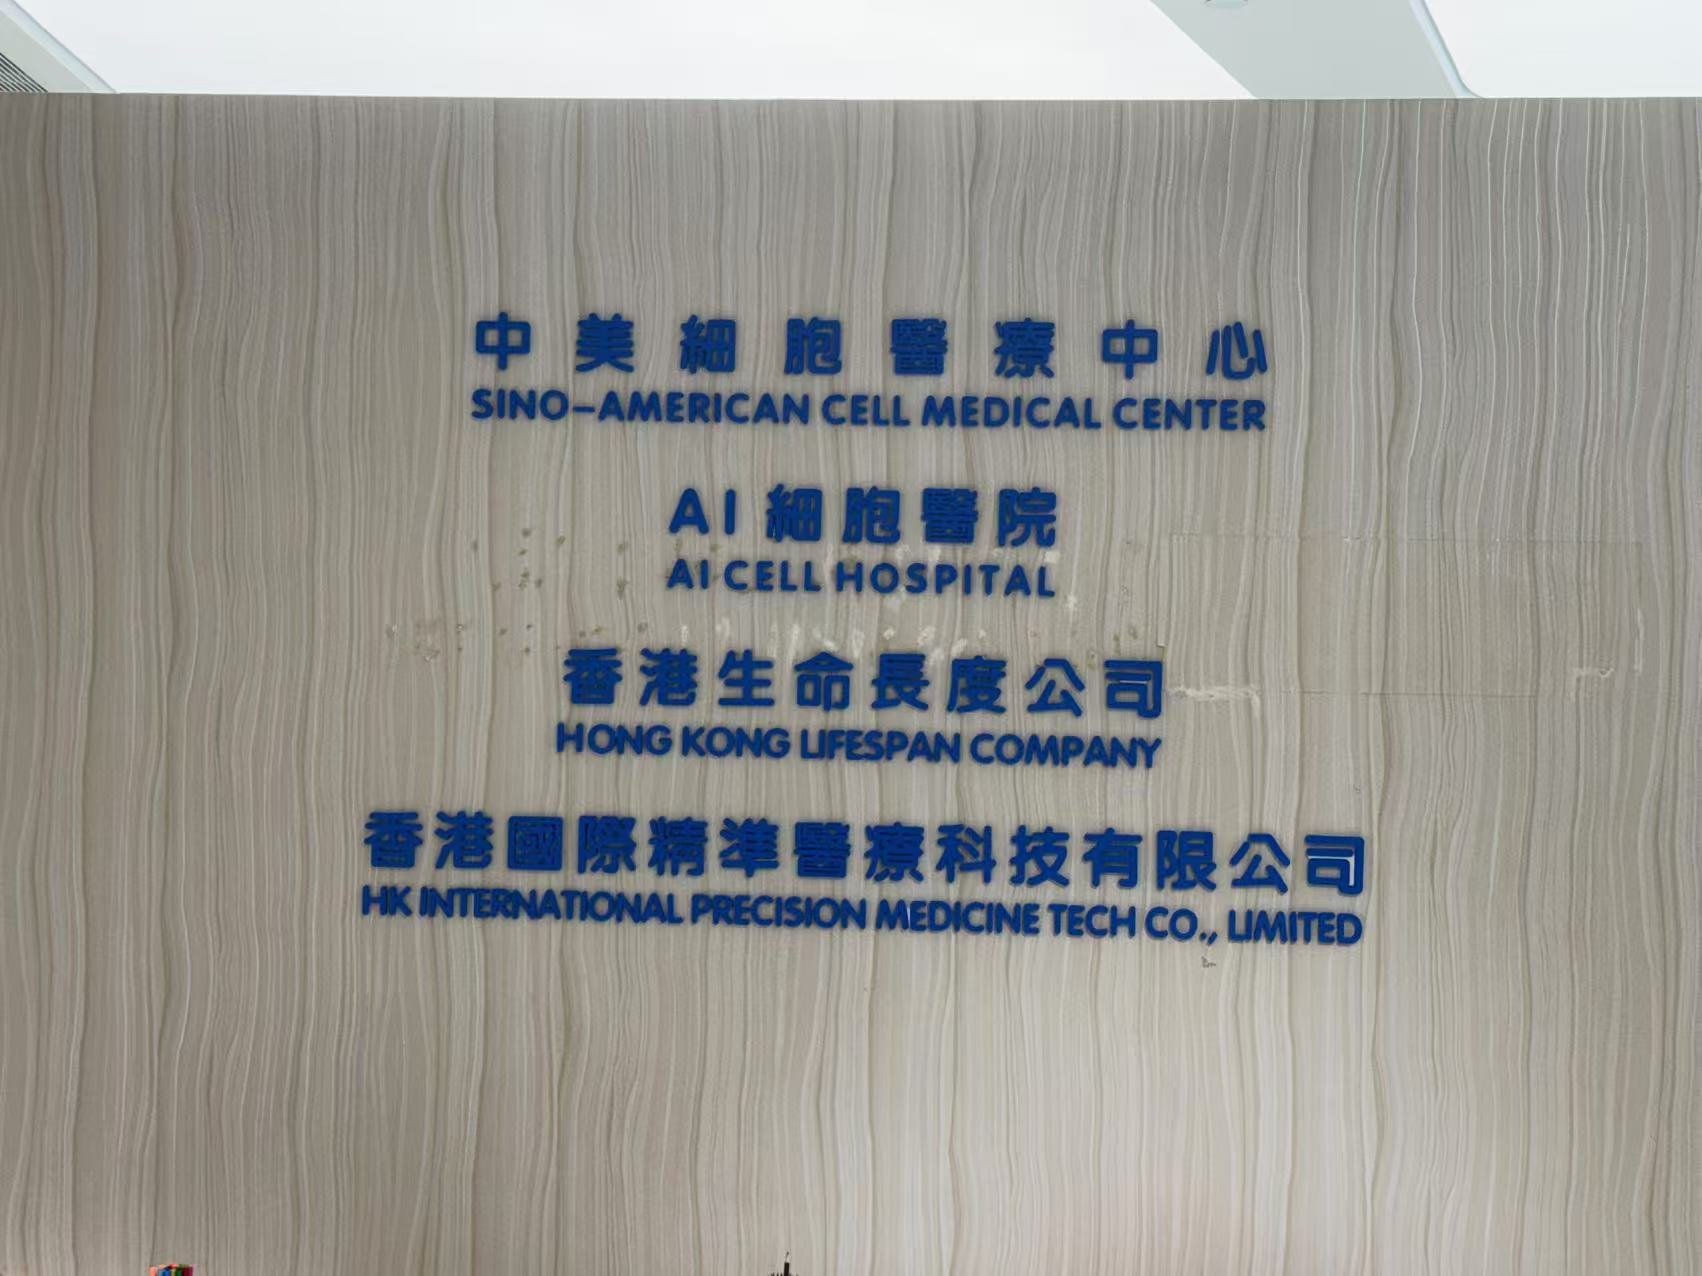 中美細胞醫療中心
SINO-AMERICAN CELL MEDICAL CENTER
AI細胞醫院
AI CELL HOSPITAL
香港生命長度公司
HONG KONG LIFESPAN COMPANY
香港國際精準醫療科技有限公司
HK INTERNATIONAL PRECISION MEDICINE TECH CO., LIMITED